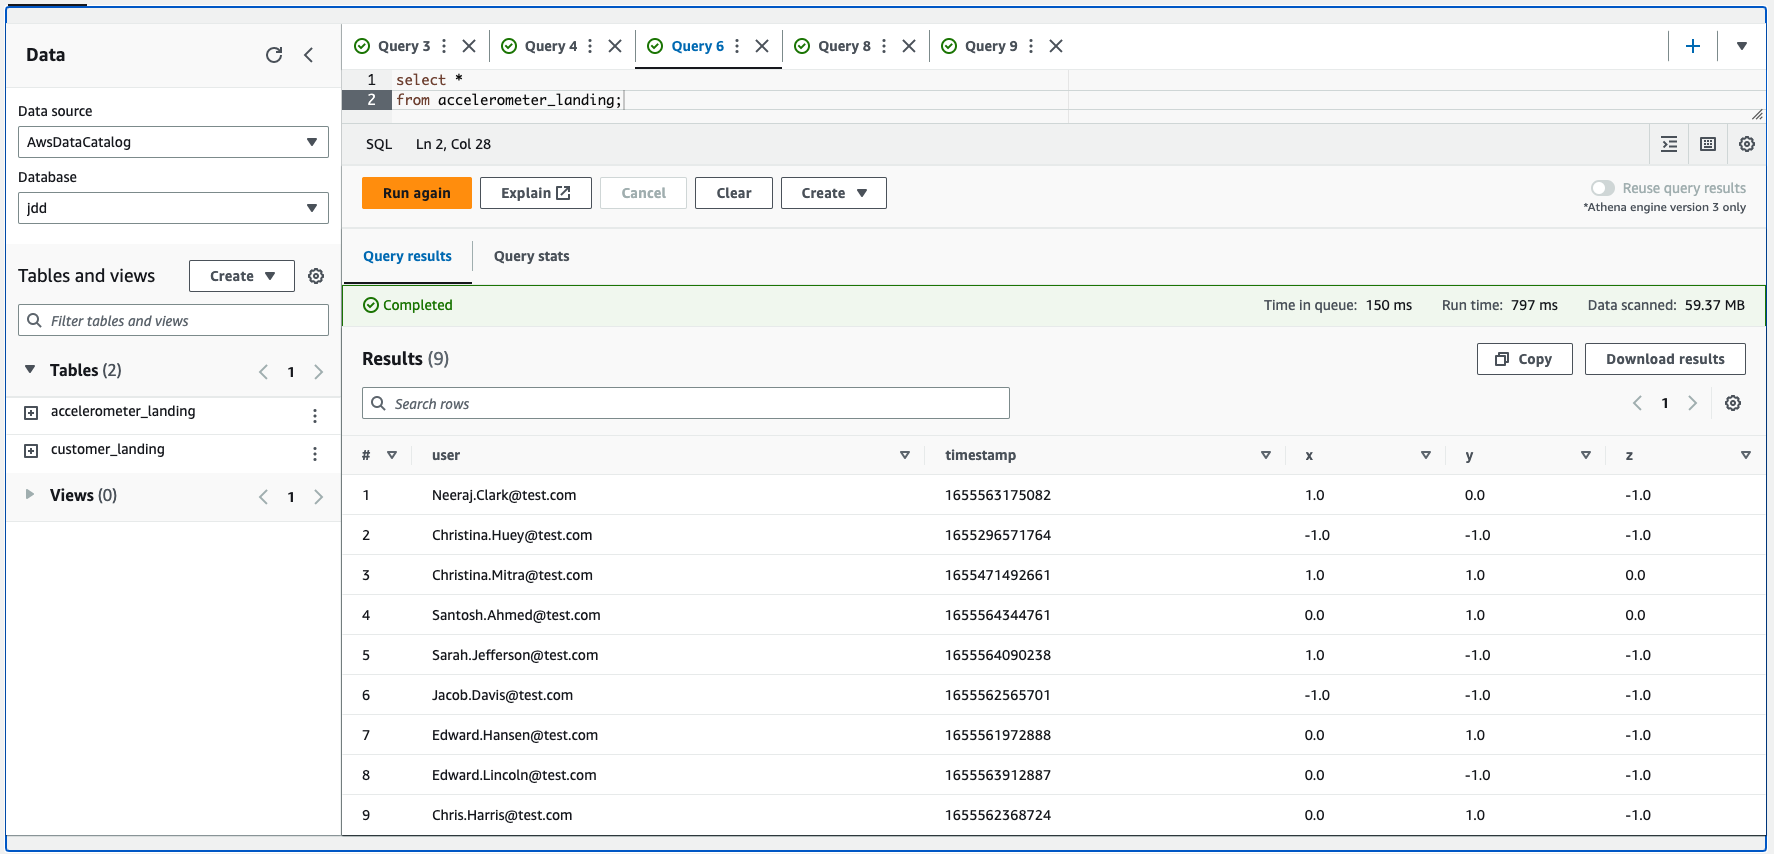 Data
Data source
AwsDataCatalog
Database
jdd
Tables and views
Create
Filter tables and views
Tables (2)
1
accelerometer_landing
customer_landing
Views (0)
1
Query 3
Query 4
Query 6
Query 8
Query 9
1 select *
2 from accelerometer_landing;
SQL Ln 2, Col 28
Run again
Explain
Cancel
Clear
Create
Reuse query results
*Athena engine version 3 only
Query results
Query stats
Completed
Time in queue: 150 ms Run time: 797 ms Data scanned: 59.37 MB
Results (9)
Copy
Download results
Search rows
1
# user timestamp x y z
1 Neeraj.Clark@test.com 1655563175082 1.0 0.0 -1.0
2 Christina.Huey@test.com 1655296571764 -1.0 -1.0 -1.0
3 Christina.Mitra@test.com 1655471492661 1.0 1.0 0.0
4 Santosh.Ahmed@test.com 1655564344761 0.0 1.0 0.0
5 Sarah.Jefferson@test.com 1655564090238 1.0 -1.0 -1.0
6 Jacob.Davis@test.com 1655562565701 -1.0 -1.0 -1.0
7 Edward.Hansen@test.com 1655561972888 0.0 1.0 -1.0
8 Edward.Lincoln@test.com 1655563912887 0.0 -1.0 -1.0
9 Chris.Harris@test.com 1655562368724 0.0 1.0 -1.0